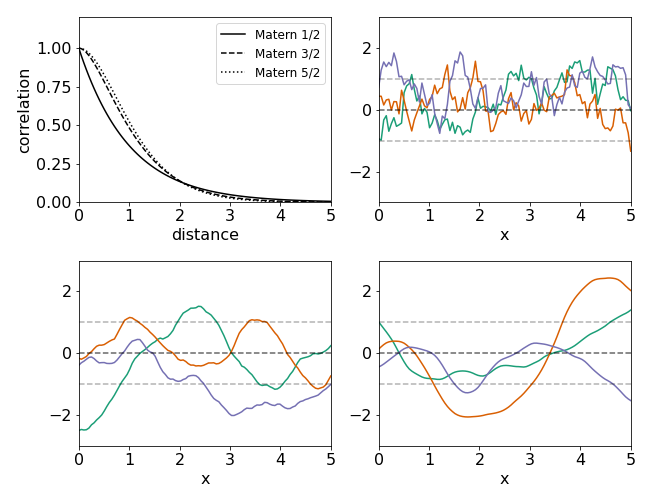 1.00
0.75
0.50
0.25
0.00
correlation
Matern 1/2
Matern 3/2
Matern 5/2
0 1 2 3 4 5
distance
2
0
−2
0 1 2 3 4 5
x
2
0
−2
0 1 2 3 4 5
x
2
0
−2
0 1 2 3 4 5
x